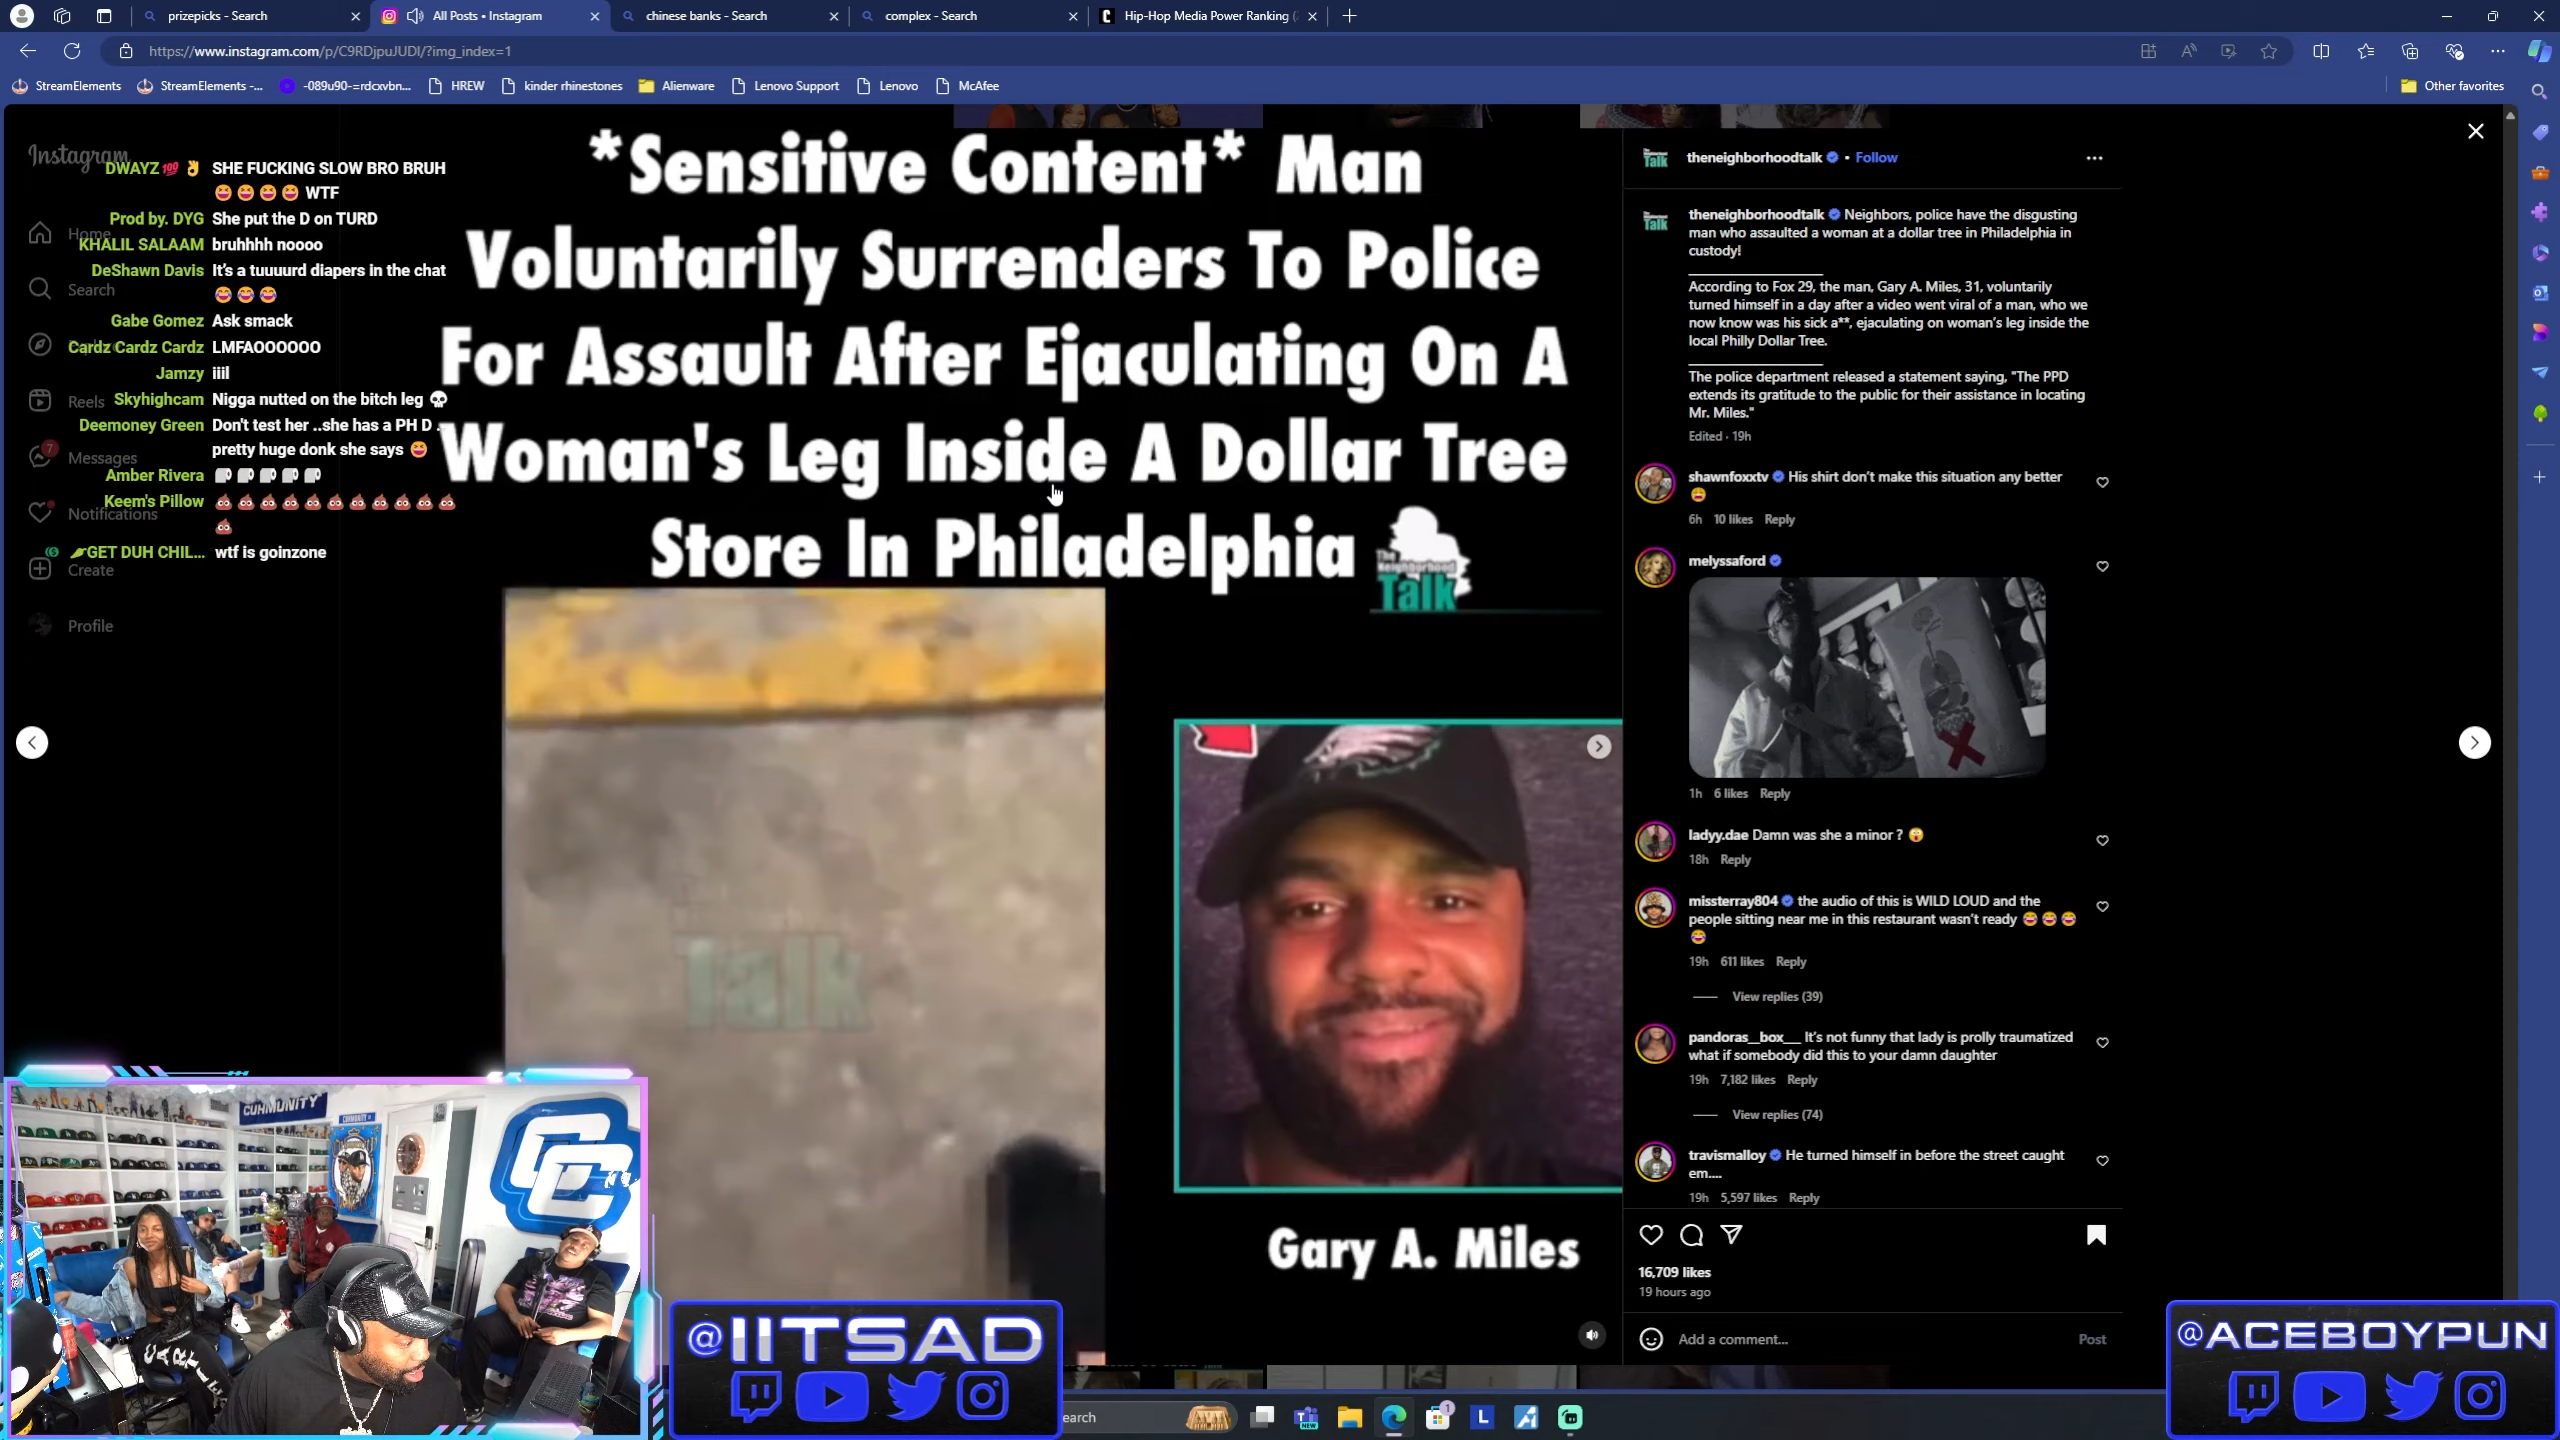 prizepicks - Search
All Posts • Instagram
chinese banks - Search
complex - Search
Hip-Hop Media Power Ranking (
https://www.instagram.com/p/C9RDjpuJUDI/?img_index=1
StreamElements
StreamElements -...
-089u90-=rdcxvbn...
HREW
kinder rhinestones
Alienware
Lenovo Support
Lenovo
McAfee
Other favorites
Instagram
Home
Search
Reels
Messages
7
Notifications
Create
Profile
DWAYZ💯👌 SHE FUCKING SLOW BRO BRUH
😆😆😆😆 WTF
Prod by. DYG She put the D on TURD
KHALIL SALAAM bruhhhh noooo
DeShawn Davis It's a tuuuurd diapers in the chat
😂😂😂
Gabe Gomez Ask smack
Cardz Cardz Cardz LMFAOOOOOO
Jamzy iiil
Skyhighcam Nigga nutted on the bitch leg 💀
Deemoney Green Don't test her ..she has a PH D .
pretty huge donk she says 😆
Amber Rivera 🧻🧻🧻🧻🧻
Keem's Pillow 💩💩💩💩💩💩💩💩💩💩💩
💩
GET DUH CHIL... wtf is goinzone
*Sensitive Content* Man
Voluntarily Surrenders To Police
For Assault After Ejaculating On A
Woman's Leg Inside A Dollar Tree
Store In Philadelphia
The
Neighborhood
Talk
Talk
Gary A. Miles
theneighborhoodtalk • Follow
theneighborhoodtalk Neighbors, police have the disgusting
man who assaulted a woman at a dollar tree in Philadelphia in
custody!
According to Fox 29, the man, Gary A. Miles, 31, voluntarily
turned himself in a day after a video went viral of a man, who we
now know was his sick a**, ejaculating on woman's leg inside the
local Philly Dollar Tree.
The police department released a statement saying, "The PPD
extends its gratitude to the public for their assistance in locating
Mr. Miles."
Edited · 19h
shawnfoxxtv His shirt don't make this situation any better
😩
6h 10 likes Reply
melyssaford
1h 6 likes Reply
ladyy.dae Damn was she a minor ? 😲
18h Reply
missterray804 the audio of this is WILD LOUD and the
people sitting near me in this restaurant wasn't ready 😂😂😂
😂
19h 611 likes Reply
View replies (39)
pandoras__box__ It's not funny that lady is prolly traumatized
what if somebody did this to your damn daughter
19h 7,182 likes Reply
View replies (74)
travismalloy He turned himself in before the street caught
em....
19h 5,597 likes Reply
16,709 likes
19 hours ago
Add a comment...
Post
CUHMUNITY
CC
@IITSAD
@ACEBOYPUN
earch
NEW
1
L